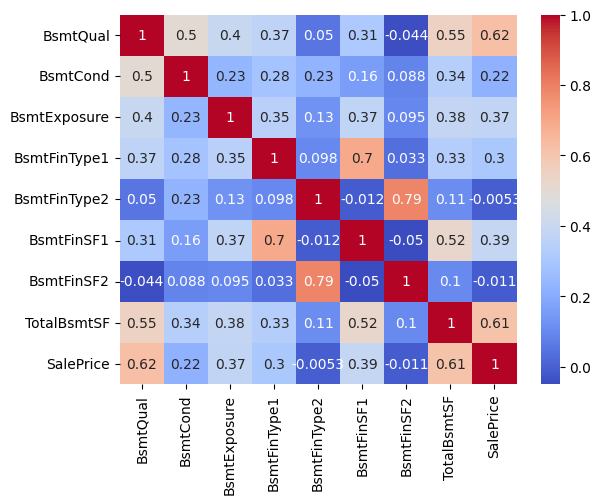 BsmtQual 1 0.5 0.4 0.37 0.05 0.31 -0.044 0.55 0.62
BsmtCond 0.5 1 0.23 0.28 0.23 0.16 0.088 0.34 0.22
BsmtExposure 0.4 0.23 1 0.35 0.13 0.37 0.095 0.38 0.37
BsmtFinType1 0.37 0.28 0.35 1 0.098 0.7 0.033 0.33 0.3
BsmtFinType2 0.05 0.23 0.13 0.098 1 -0.012 0.79 0.11 -0.0053
BsmtFinSF1 0.31 0.16 0.37 0.7 -0.012 1 -0.05 0.52 0.39
BsmtFinSF2 -0.044 0.088 0.095 0.033 0.79 -0.05 1 0.1 -0.011
TotalBsmtSF 0.55 0.34 0.38 0.33 0.11 0.52 0.1 1 0.61
SalePrice 0.62 0.22 0.37 0.3 -0.0053 0.39 -0.011 0.61 1
BsmtQual
BsmtCond
BsmtExposure
BsmtFinType1
BsmtFinType2
BsmtFinSF1
BsmtFinSF2
TotalBsmtSF
SalePrice
1.0
0.8
0.6
0.4
0.2
0.0